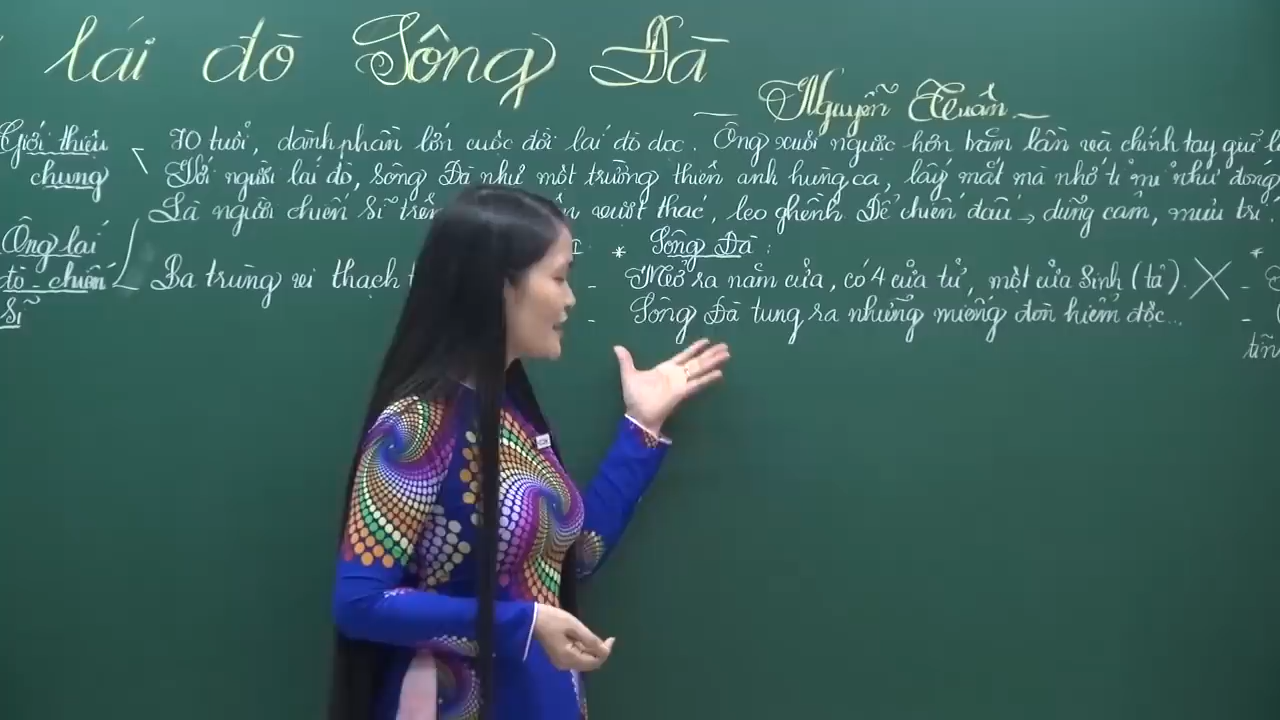 lái đò Sông Đà
Nguyễn Tuân
Giới thiệu chung
70 tuổi, dành phần lớn cuộc đời lái đò dọc. Ông xuôi ngược hơn trăm lần và chính tay giữ l
Với người lái đò, sông Đà như một trường thiên anh hùng ca, lấy mắt mà nhớ tỉ mỉ như đóng
Là người chiến sĩ trên vượt thác, leo ghềnh để chiến đấu → dũng cảm, mưu trí.
Ông lái đò - chiến sĩ
Ba trùng vi thạch t
* Sông Đà :
- Mở ra năm cửa, có 4 cửa tử, một cửa sinh (tả).
- Sông Đà tung ra những miếng đòn hiểm độc...